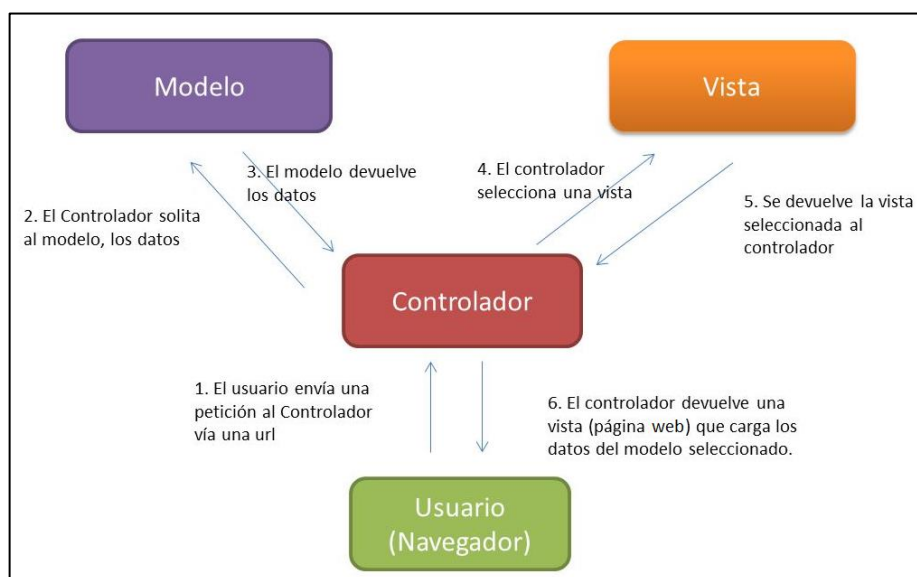 Modelo
Vista
3. El modelo devuelve
los datos
4. El controlador
selecciona una vista
2. El Controlador solita
al modelo, los datos
5. Se devuelve la vista
seleccionada al
controlador
Controlador
1. El usuario envía una
petición al Controlador
vía una url
6. El controlador devuelve una
vista (página web) que carga los
datos del modelo seleccionado.
Usuario
(Navegador)